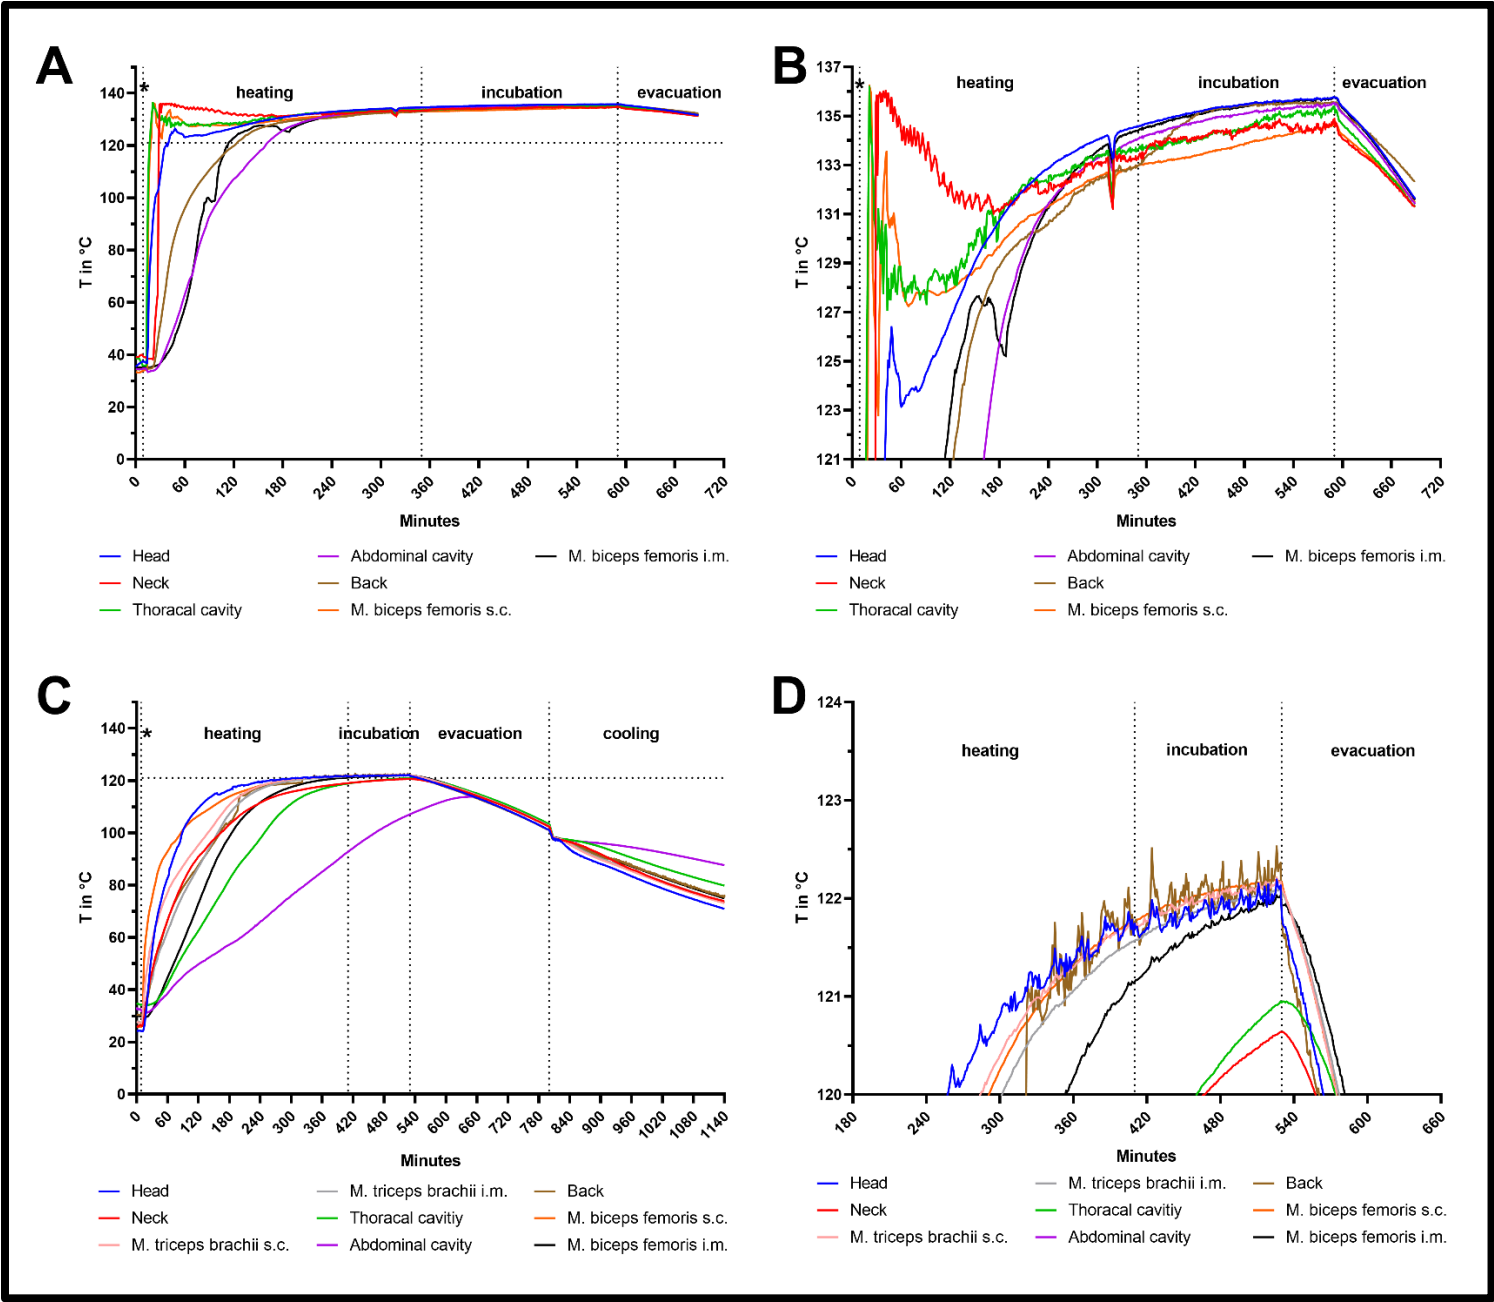 A
*
heating
incubation
evacuation
140
120
100
80
60
40
20
0
T in °C
0 60 120 180 240 300 360 420 480 540 600 660 720
Minutes
Head Abdominal cavity M. biceps femoris i.m.
Neck Back
Thoracal cavity M. biceps femoris s.c.
B
*
heating
incubation
evacuation
137
135
133
131
129
127
125
123
121
T in °C
0 60 120 180 240 300 360 420 480 540 600 660 720
Minutes
Head Abdominal cavity M. biceps femoris i.m.
Neck Back
Thoracal cavity M. biceps femoris s.c.
C
*
heating
incubation
evacuation
cooling
140
120
100
80
60
40
20
0
T in °C
0 60 120 180 240 300 360 420 480 540 600 660 720 780 840 900 960 1020 1080 1140
Minutes
Head M. triceps brachii i.m. Back
Neck Thoracal cavitiy M. biceps femoris s.c.
M. triceps brachii s.c. Abdominal cavity M. biceps femoris i.m.
D
heating
incubation
evacuation
124
123
122
121
120
T in °C
180 240 300 360 420 480 540 600 660
Minutes
Head M. triceps brachii i.m. Back
Neck Thoracal cavitiy M. biceps femoris s.c.
M. triceps brachii s.c. Abdominal cavity M. biceps femoris i.m.